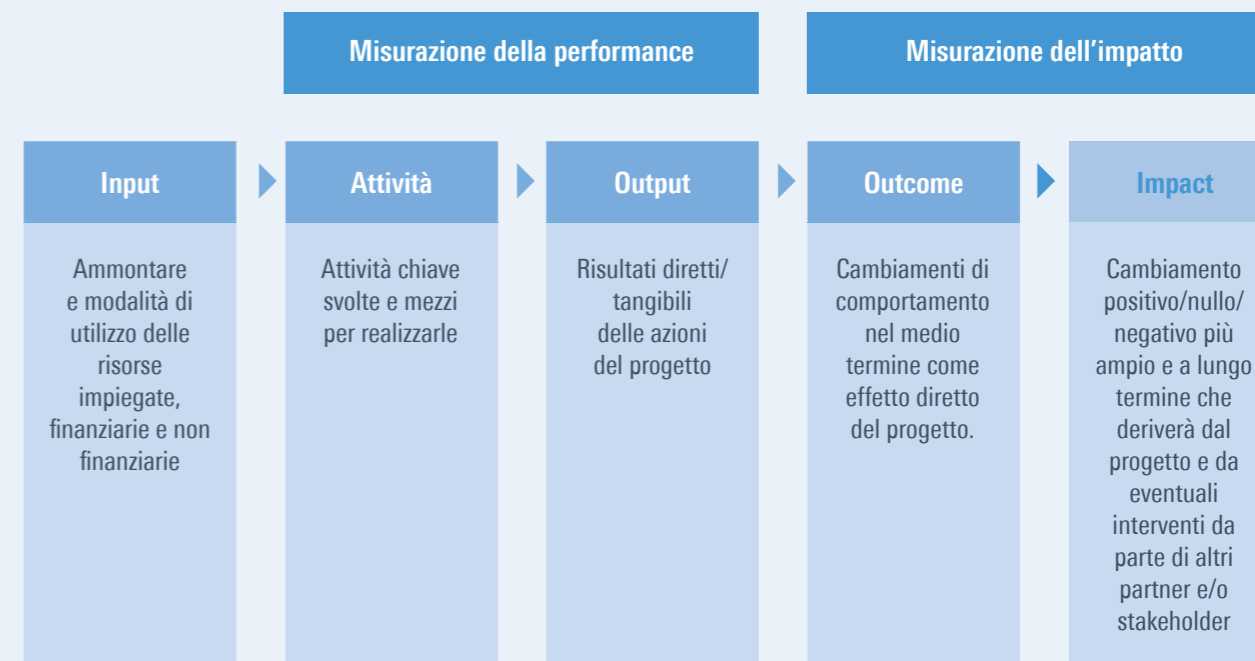 Misurazione della performance
Misurazione dell’impatto
Input
Attività
Output
Outcome
Impact
Ammontare
e modalità di
utilizzo delle
risorse
impiegate,
finanziarie e non
finanziarie
Attività chiave
svolte e mezzi
per realizzarle
Risultati diretti/
tangibili
delle azioni
del progetto
Cambiamenti di
comportamento
nel medio
termine come
effetto diretto
del progetto.
Cambiamento
positivo/nullo/
negativo più
ampio e a lungo
termine che
deriverà dal
progetto e da
eventuali
interventi da
parte di altri
partner e/o
stakeholder